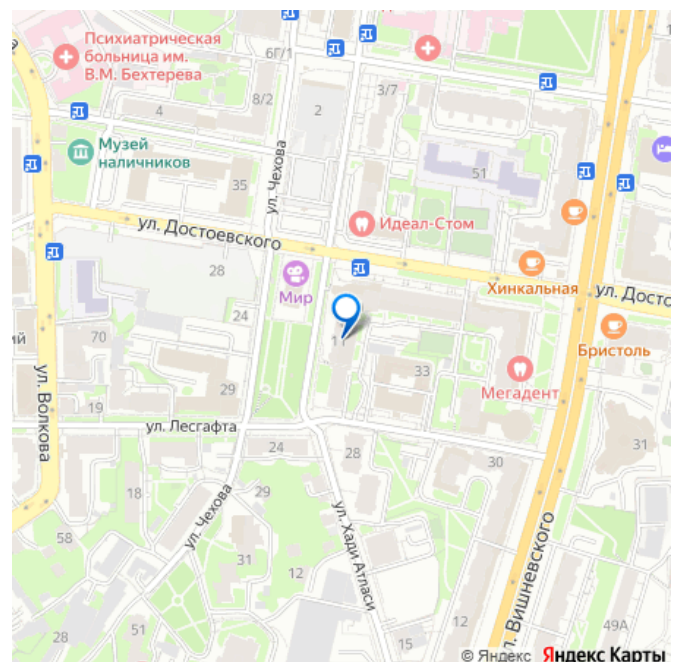 Психиатрическая
больница им.
В.М. Бехтерева
6Г/1
3/7
8/2
2
4
Музей
наличников
ул. Чехова
35
51
ул. Достоевского
Идеал-Стом
28
Мир
Хинкальная
ул. Досто
24
Бристоль
ий
70
33
29
Мегадент
ул. Волкова
19
ул. Лесгафта
24
28
30
31
18
29
ул. Чехова
ул. Хади Атласи
ул. Вишневского
58
31
12
28
51
15
49А
© Яндекс Яндекс Карты